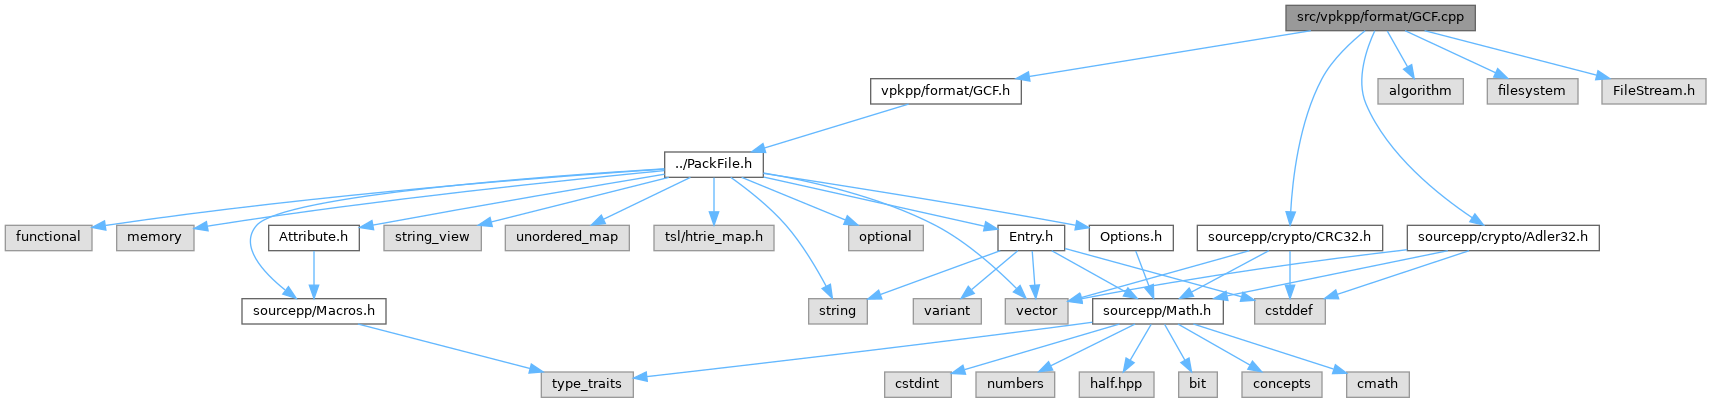 src/vpkpp/format/GCF.cpp
vpkpp/format/GCF.h
algorithm
filesystem
FileStream.h
../PackFile.h
functional
memory
Attribute.h
string_view
unordered_map
tsl/htrie_map.h
optional
Entry.h
Options.h
sourcepp/crypto/CRC32.h
sourcepp/crypto/Adler32.h
sourcepp/Macros.h
string
variant
vector
sourcepp/Math.h
cstddef
type_traits
cstdint
numbers
half.hpp
bit
concepts
cmath